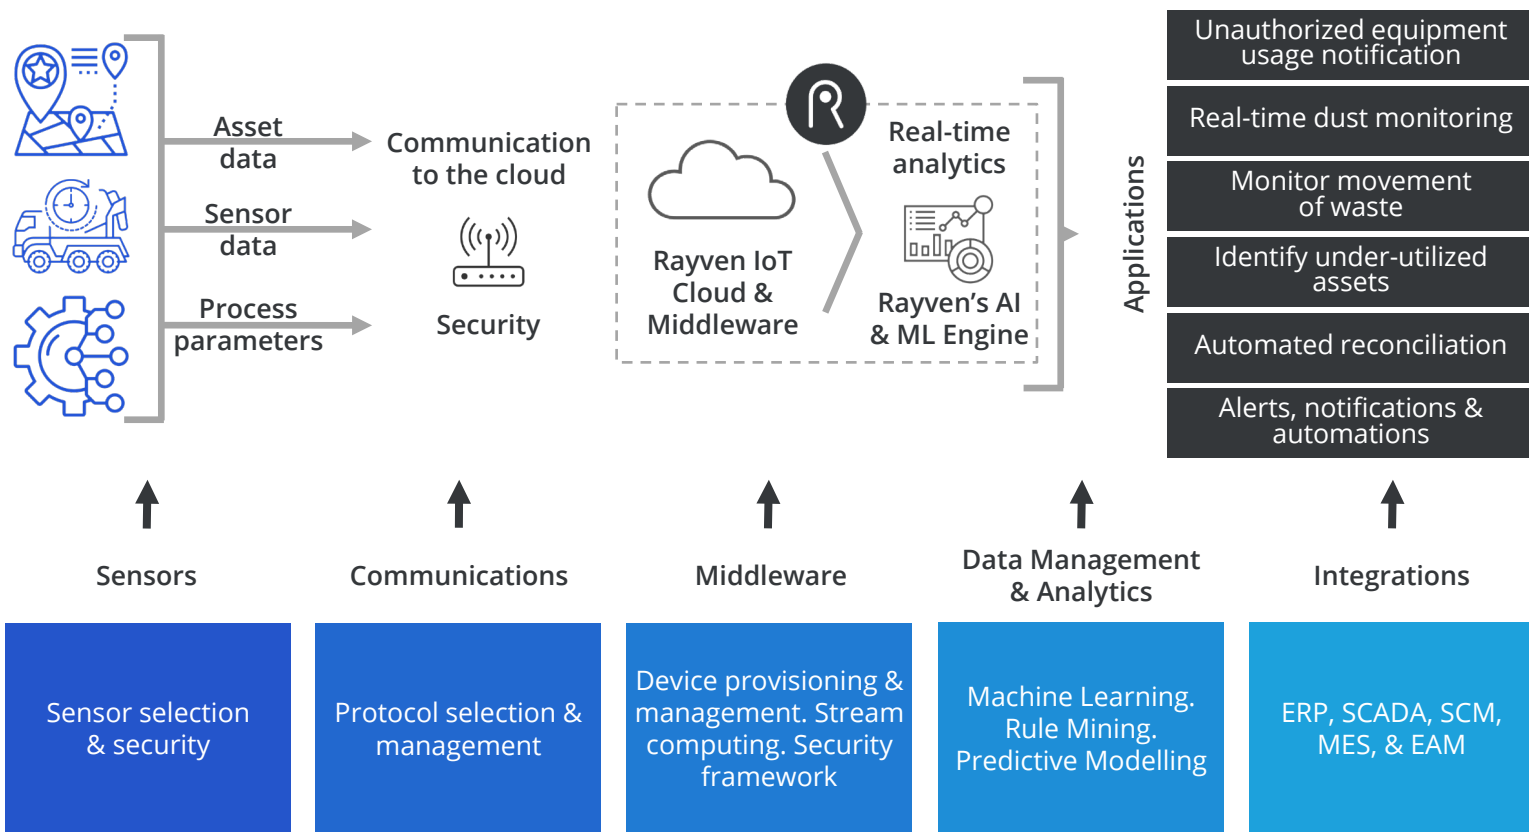 Asset
data
Sensor
data
Process
parameters
Communication
to the cloud
Security
Rayven IoT
Cloud &
Middleware
R
Real-time
analytics
Rayven’s AI
& ML Engine
Applications
Unauthorized equipment
usage notification
Real-time dust monitoring
Monitor movement
of waste
Identify under-utilized
assets
Automated reconciliation
Alerts, notifications &
automations
Sensors
Communications
Middleware
Data Management
& Analytics
Integrations
Sensor selection
& security
Protocol selection &
management
Device provisioning &
management. Stream
computing. Security
framework
Machine Learning.
Rule Mining.
Predictive Modelling
ERP, SCADA, SCM,
MES, & EAM